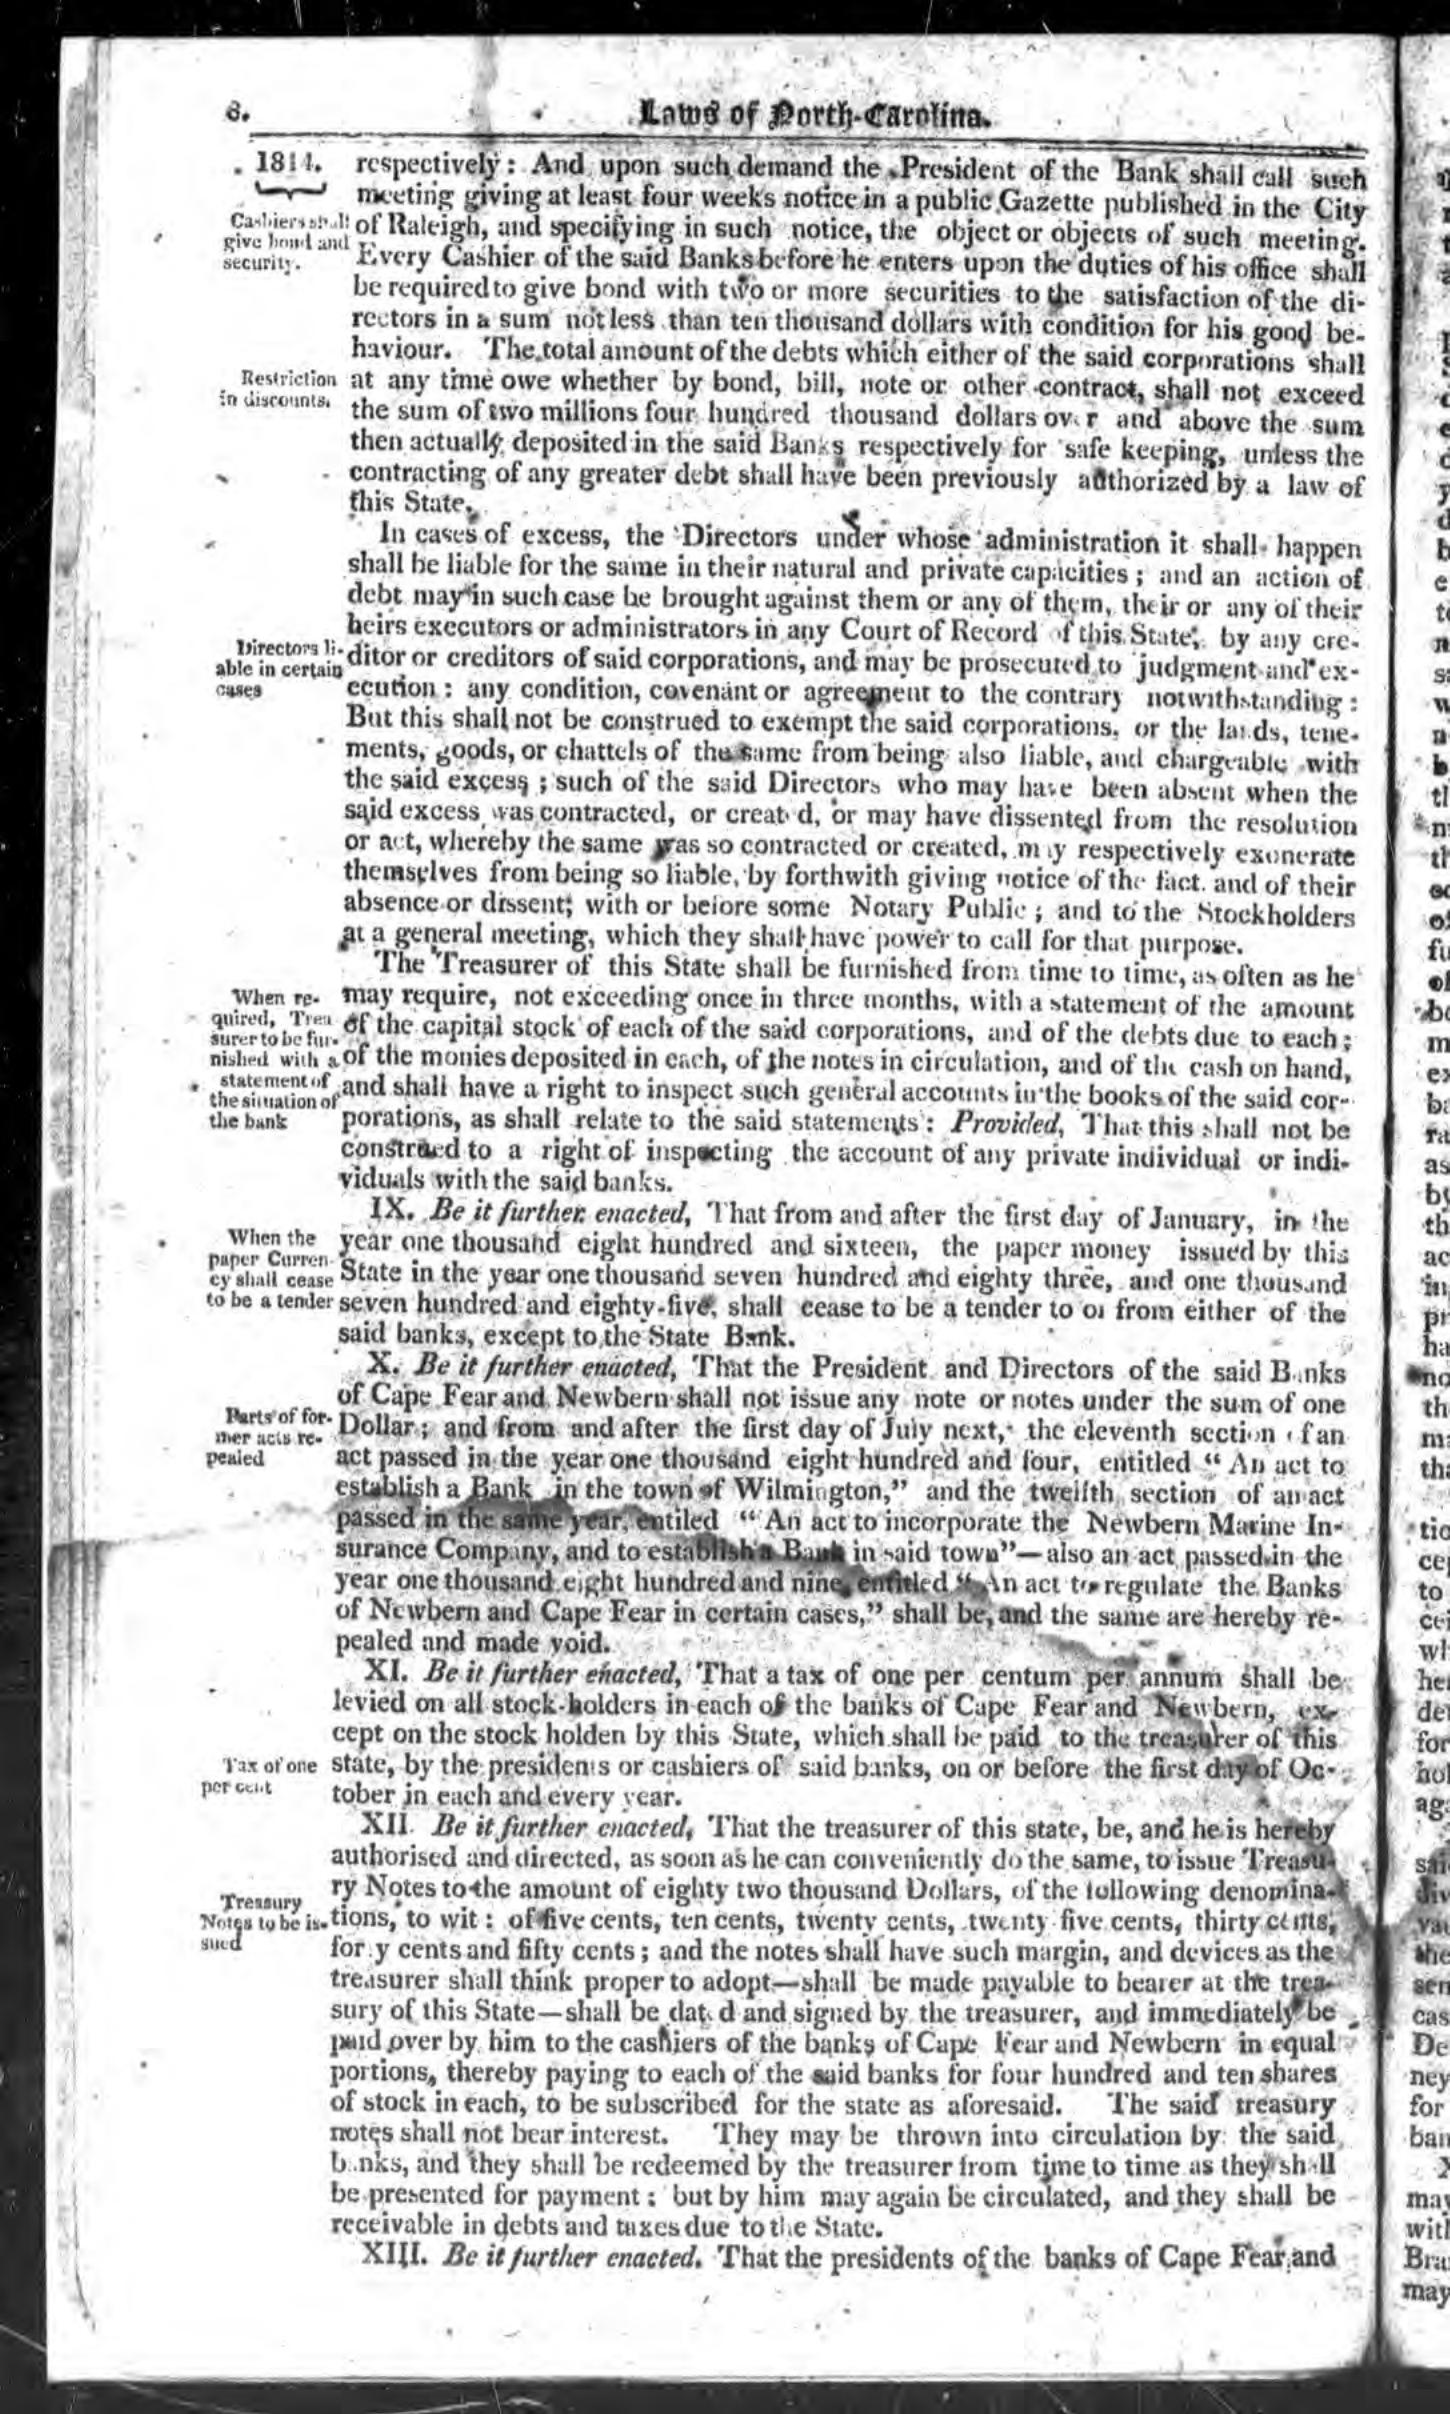 6.
Laws of North-Carolina.
1814.
respectively: And upon such demand the President of the Bank shall call such
meeting giving at least four weeks notice in a public Gazette published in the City
Cashiers shall
give bond and
security.
of Raleigh, and specifying in such notice, the object or objects of such meeting.
Every Cashier of the said Banks before he enters upon the duties of his office shall
be required to give bond with two or more securities to the satisfaction of the di-
rectors in a sum not less than ten thousand dollars with condition for his good be-
haviour. The total amount of the debts which either of the said corporations shall
Restriction
in discounts.
at any time owe whether by bond, bill, note or other contract, shall not exceed
the sum of two millions four hundred thousand dollars over and above the sum
then actually deposited in the said Banks respectively for safe keeping, unless the
contracting of any greater debt shall have been previously authorized by a law of
this State.
In cases of excess, the Directors under whose administration it shall happen
shall be liable for the same in their natural and private capacities; and an action of
debt may in such case be brought against them or any of them, their or any of their
heirs executors or administrators in any Court of Record of this State, by any cre-
Directors li-
able in certain
cases
ditor or creditors of said corporations, and may be prosecuted to judgment and ex-
ecution: any condition, covenant or agreement to the contrary notwithstanding:
But this shall not be construed to exempt the said corporations, or the lands, tene-
ments, goods, or chattels of the same from being also liable, and chargeable with
the said excess; such of the said Directors who may have been absent when the
said excess was contracted, or created, or may have dissented from the resolution
or act, whereby the same was so contracted or created, may respectively exonerate
themselves from being so liable, by forthwith giving notice of the fact. and of their
absence or dissent; with or before some Notary Public; and to the Stockholders
at a general meeting, which they shall have power to call for that purpose.
The Treasurer of this State shall be furnished from time to time, as often as he
When re-
quired, Trea
surer to be fur-
nished with a
statement of
the situation of
the bank
may require, not exceeding once in three months, with a statement of the amount
of the capital stock of each of the said corporations, and of the debts due to each;
of the monies deposited in each, of the notes in circulation, and of the cash on hand,
and shall have a right to inspect such general accounts in the books of the said cor-
porations, as shall relate to the said statements: Provided, That this shall not be
construed to a right of inspecting the account of any private individual or indi-
viduals with the said banks.
IX. Be it further enacted, That from and after the first day of January, in the
When the
paper Curren-
cy shall cease
to be a tender
year one thousand eight hundred and sixteen, the paper money issued by this
State in the year one thousand seven hundred and eighty three, and one thousand
seven hundred and eighty-five, shall cease to be a tender to or from either of the
said banks, except to the State Bank.
X. Be it further enacted, That the President and Directors of the said Banks
of Cape Fear and Newbern shall not issue any note or notes under the sum of one
Parts of for-
mer acts re-
pealed
Dollar; and from and after the first day of July next, the eleventh section of an
act passed in the year one thousand eight hundred and four, entitled "An act to
establish a Bank in the town of Wilmington," and the twelfth section of an act
passed in the same year, entiled "An act to incorporate the Newbern Marine In-
surance Company, and to establish a Bank in said town"—also an act passed in the
year one thousand eight hundred and nine, entitled "An act to regulate the Banks
of Newbern and Cape Fear in certain cases," shall be, and the same are hereby re-
pealed and made void.
XI. Be it further enacted, That a tax of one per centum per annum shall be
levied on all stock-holders in each of the banks of Cape Fear and Newbern, ex-
cept on the stock holden by this State, which shall be paid to the treasurer of this
Tax of one
per cent
state, by the presidents or cashiers of said banks, on or before the first day of Oc-
tober in each and every year.
XII. Be it further enacted, That the treasurer of this state, be, and he is hereby
authorised and directed, as soon as he can conveniently do the same, to issue Treasu-
ry Notes to the amount of eighty two thousand Dollars, of the following denomina-
Treasury
Notes to be is-
sued
tions, to wit: of five cents, ten cents, twenty cents, twenty five cents, thirty cents,
forty cents and fifty cents; and the notes shall have such margin, and devices as the
treasurer shall think proper to adopt—shall be made payable to bearer at the trea-
sury of this State—shall be dated and signed by the treasurer, and immediately be
paid over by him to the cashiers of the banks of Cape Fear and Newbern in equal
portions, thereby paying to each of the said banks for four hundred and ten shares
of stock in each, to be subscribed for the state as aforesaid. The said treasury
notes shall not bear interest. They may be thrown into circulation by the said
banks, and they shall be redeemed by the treasurer from time to time as they shall
be presented for payment: but by him may again be circulated, and they shall be
receivable in debts and taxes due to the State.
XIII. Be it further enacted. That the presidents of the banks of Cape Fear and